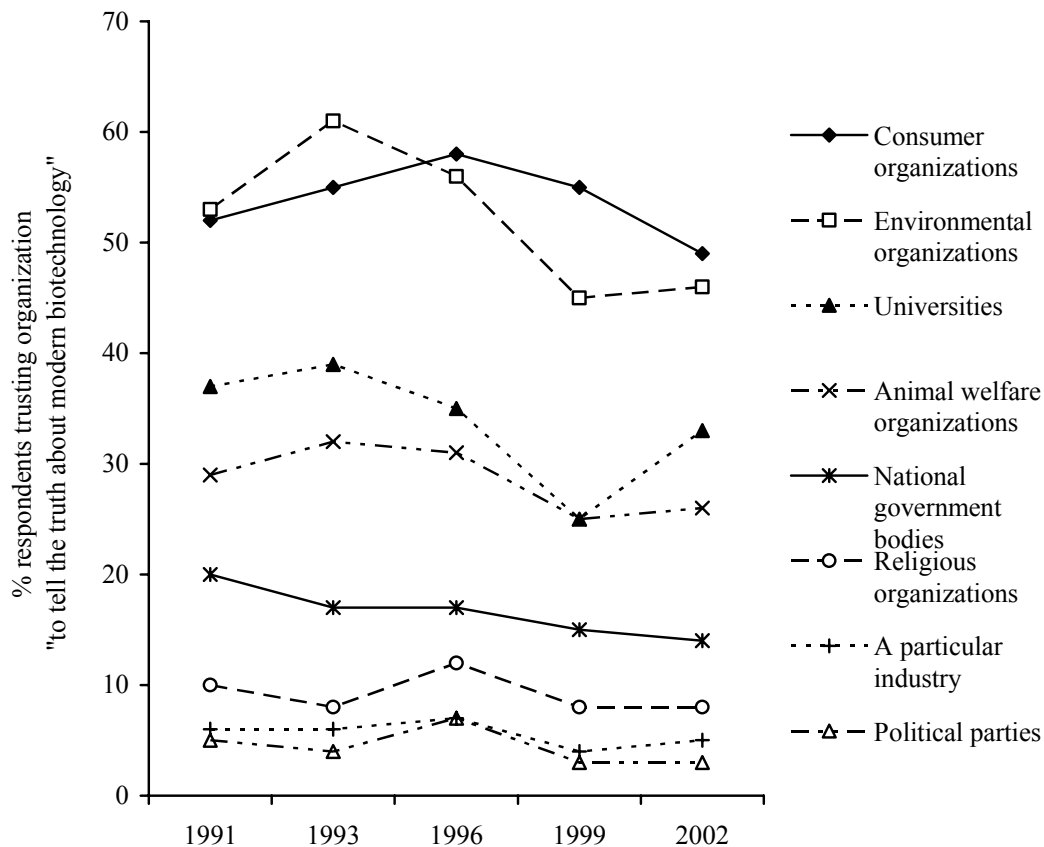 % respondents trusting organization
"to tell the truth about modern biotechnology"
70
60
50
40
30
20
10
0
1991 1993 1996 1999 2002
Consumer
organizations
Environmental
organizations
Universities
Animal welfare
organizations
National
government
bodies
Religious
organizations
A particular
industry
Political parties